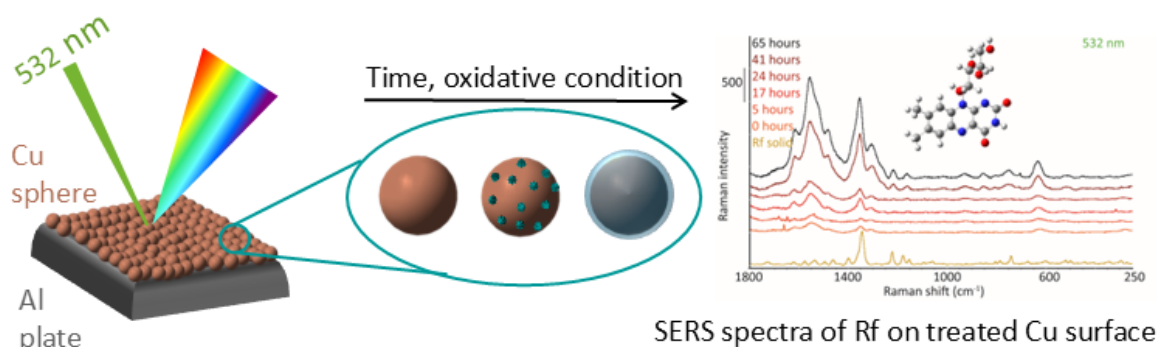 532 nm
Cu
sphere
Al
plate
Time, oxidative condition
65 hours
41 hours
24 hours
17 hours
5 hours
0 hours
Rf solid
532 nm
500
Raman intensity
1800 1400 1000 600 250
Raman shift (cm⁻¹)
SERS spectra of Rf on treated Cu surface